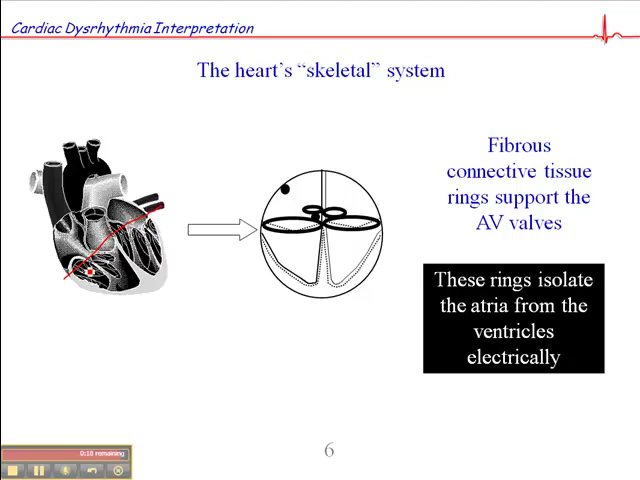 Cardiac Dysrhythmia Interpretation
The heart's “skeletal” system
Fibrous
connective tissue
rings support the
AV valves
These rings isolate
the atria from the
ventricles
electrically
6
0:18 remaining